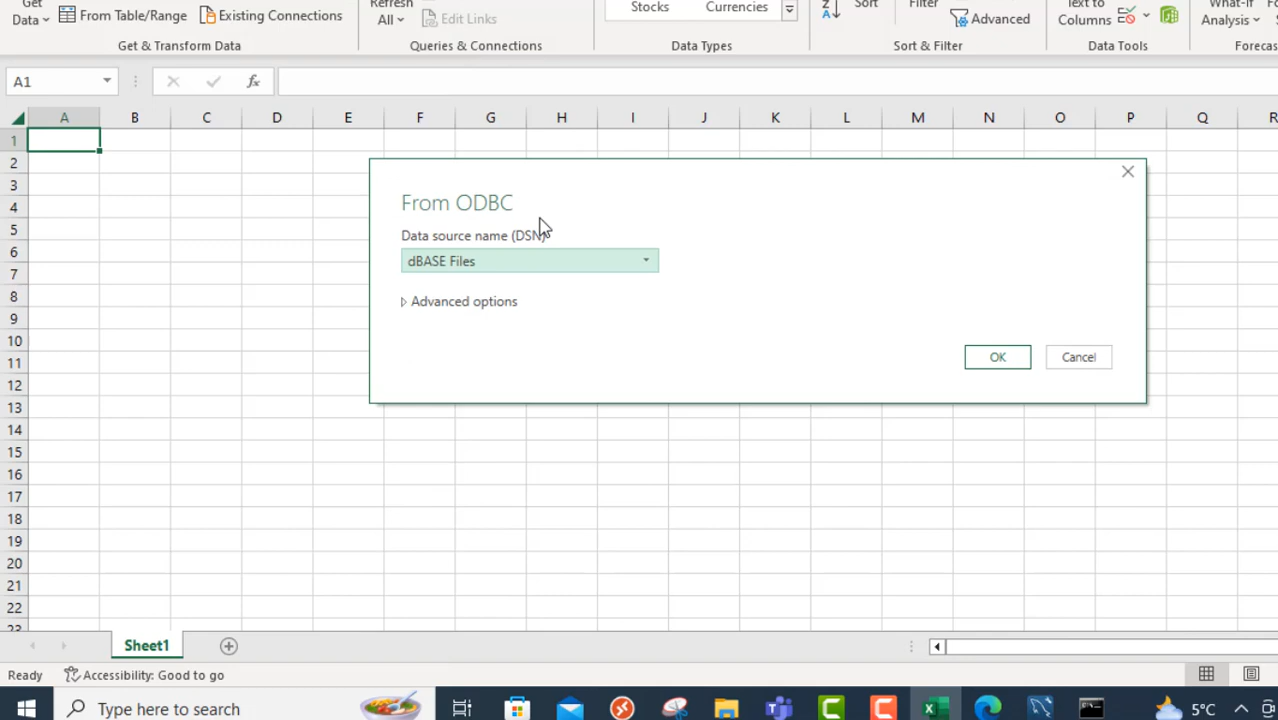 Get
Data
From Table/Range
Existing Connections
Get & Transform Data
Refresh
All
Edit Links
Queries & Connections
Stocks
Currencies
Data Types
Sort
Filter
Advanced
Sort & Filter
Text to
Columns
Data Tools
What-If
Analysis
Forecas
A1
fx
A B C D E F G H I J K L M N O P Q R
1
2
3
4
5
6
7
8
9
10
11
12
13
14
15
16
17
18
19
20
21
22
23
From ODBC
Data source name (DSN)
dBASE Files
Advanced options
OK
Cancel
Sheet1
Ready
Accessibility: Good to go
Type here to search
5°C